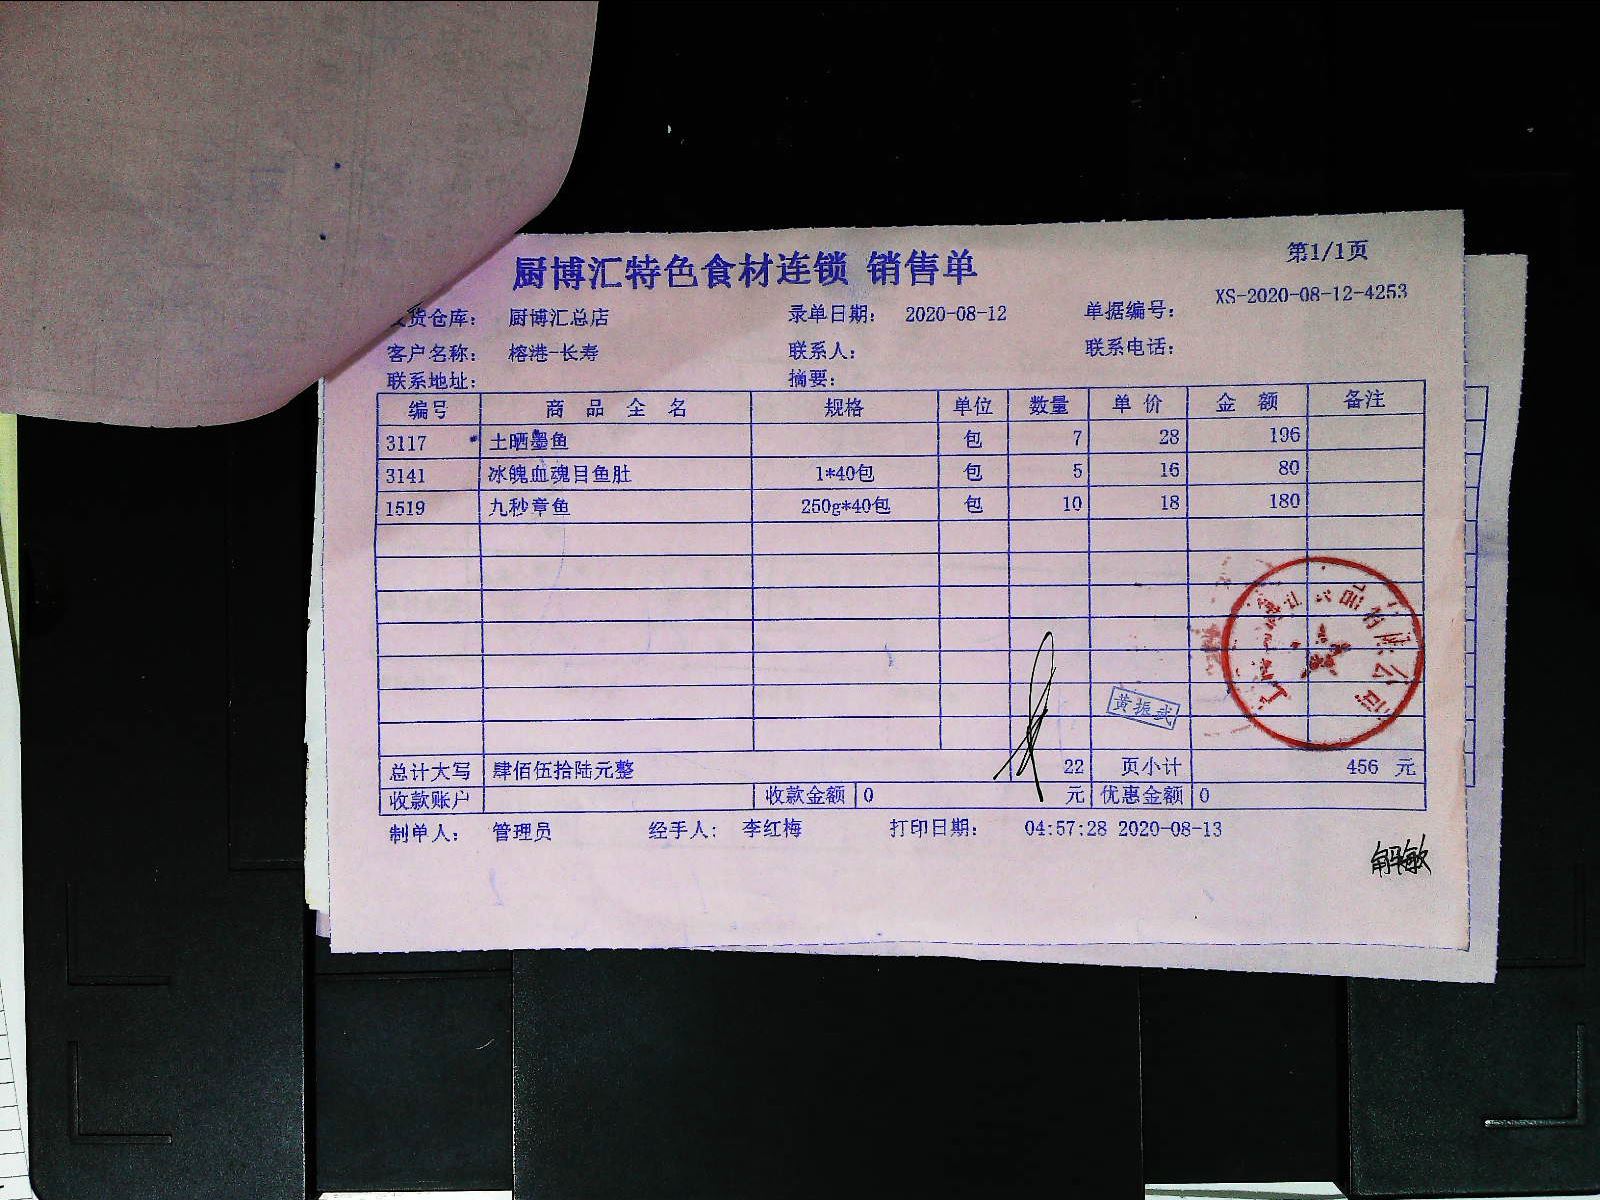 厨博汇特色食材连锁 销售单
第1/1页
货仓库： 厨博汇总店 录单日期： 2020-08-12 单据编号： XS-2020-08-12-4253
客户名称： 榕港-长寿 联系人： 联系电话：
联系地址： 摘要：
编号 商 品 全 名 规格 单位 数量 单 价 金 额 备注
3117 土晒墨鱼 包 7 28 196
3141 冰魄血魂目鱼肚 1*40包 包 5 16 80
1519 九秒章鱼 250g*40包 包 10 18 180
品有限公司
黄振武
总计大写 肆佰伍拾陆元整 22 页小计 456 元
收款账户 收款金额 0 元 优惠金额 0
制单人： 管理员 经手人： 李红梅 打印日期： 04:57:28 2020-08-13
解敏